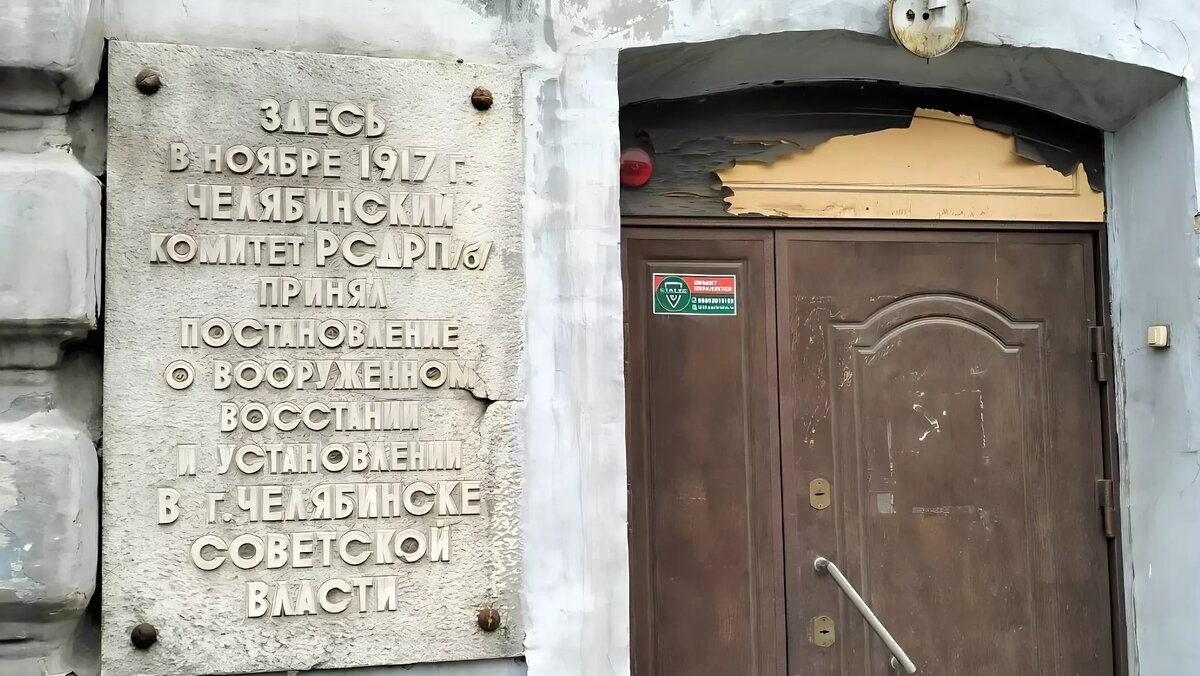 ЗДЕСЬ
В НОЯБРЕ 1917 Г.
ЧЕЛЯБИНСКИЙ
КОМИТЕТ РСДРП/б/
ПРИНЯЛ
ПОСТАНОВЛЕНИЕ
О ВООРУЖЕННОМ
ВОССТАНИИ
И УСТАНОВЛЕНИИ
В Г. ЧЕЛЯБИНСКЕ
СОВЕТСКОЙ
ВЛАСТИ